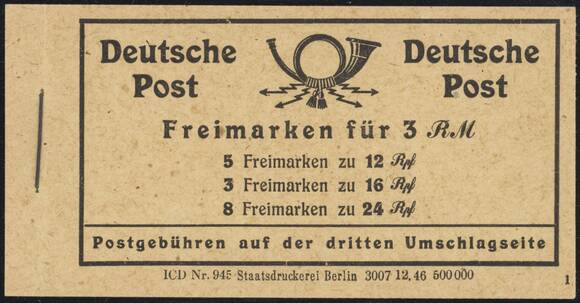 Deutsche Post
Deutsche Post
Freimarken für 3 RM
5 Freimarken zu 12 Rpf
3 Freimarken zu 16 Rpf
8 Freimarken zu 24 Rpf
Postgebühren auf der dritten Umschlagseite
ICD Nr. 945 Staatsdruckerei Berlin 3007 12, 46 500 000
1